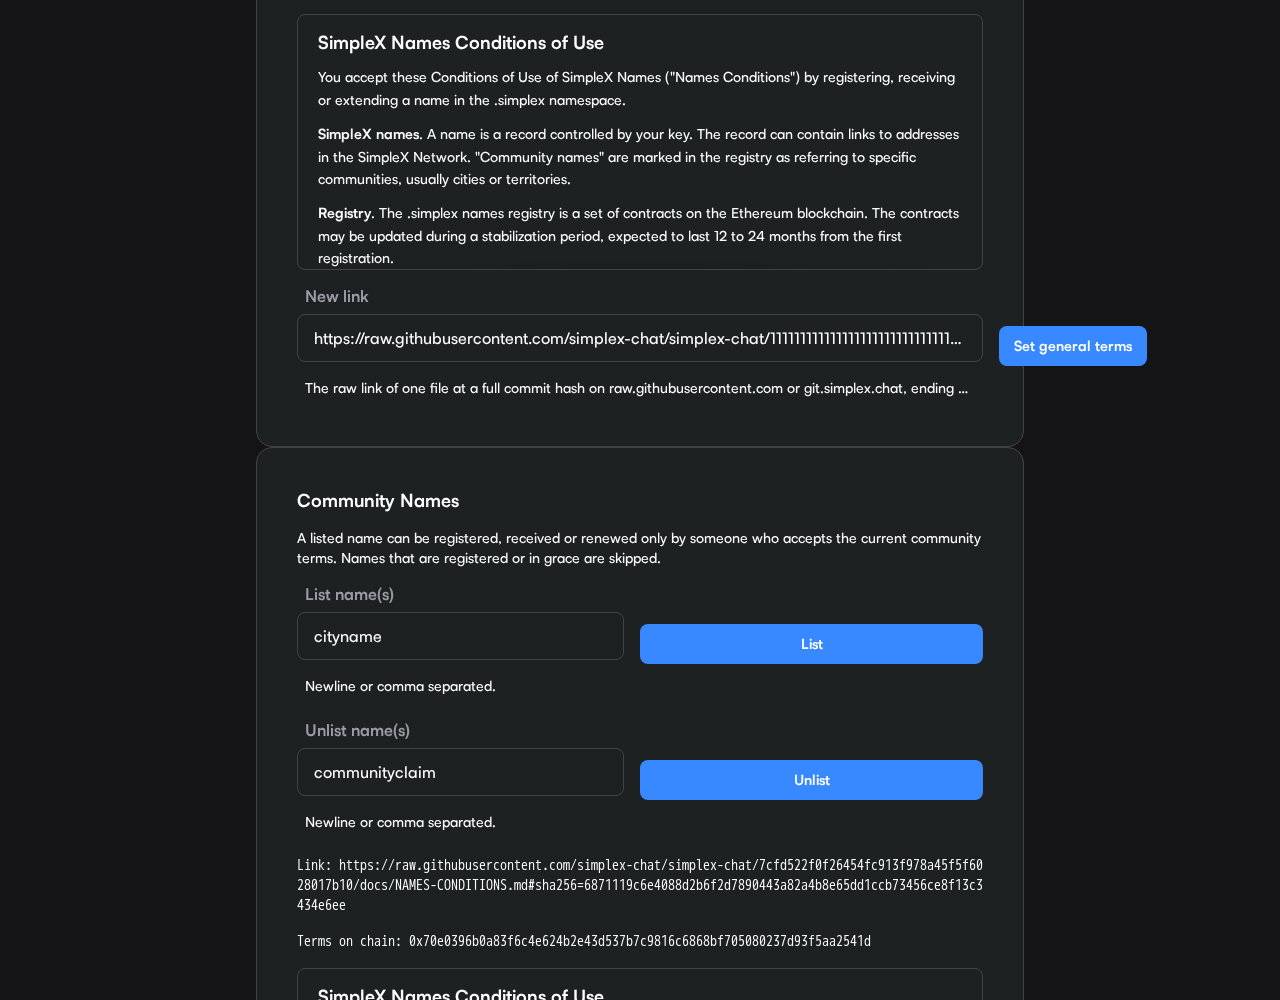 SimpleX Names Conditions of Use
You accept these Conditions of Use of SimpleX Names ("Names Conditions") by registering, receiving
or extending a name in the .simplex namespace.
SimpleX names. A name is a record controlled by your key. The record can contain links to addresses
in the SimpleX Network. "Community names" are marked in the registry as referring to specific
communities, usually cities or territories.
Registry. The .simplex names registry is a set of contracts on the Ethereum blockchain. The contracts
may be updated during a stabilization period, expected to last 12 to 24 months from the first
registration.
New link
https://raw.githubusercontent.com/simplex-chat/simplex-chat/111111111111111111111111111111...
Set general terms
The raw link of one file at a full commit hash on raw.githubusercontent.com or git.simplex.chat, ending ...
Community Names
A listed name can be registered, received or renewed only by someone who accepts the current community
terms. Names that are registered or in grace are skipped.
List name(s)
cityname
List
Newline or comma separated.
Unlist name(s)
communityclaim
Unlist
Newline or comma separated.
Link: https://raw.githubusercontent.com/simplex-chat/simplex-chat/7cfd522f0f26454fc913f978a45f5f60
28017b10/docs/NAMES-CONDITIONS.md#sha256=6871119c6e4088d2b6f2d7890443a82a4b8e65dd1ccb73456ce8f13c3
434e6ee
Terms on chain: 0x70e0396b0a83f6c4e624b2e43d537b7c9816c6868bf705080237d93f5aa2541d
SimpleX Names Conditions of Use